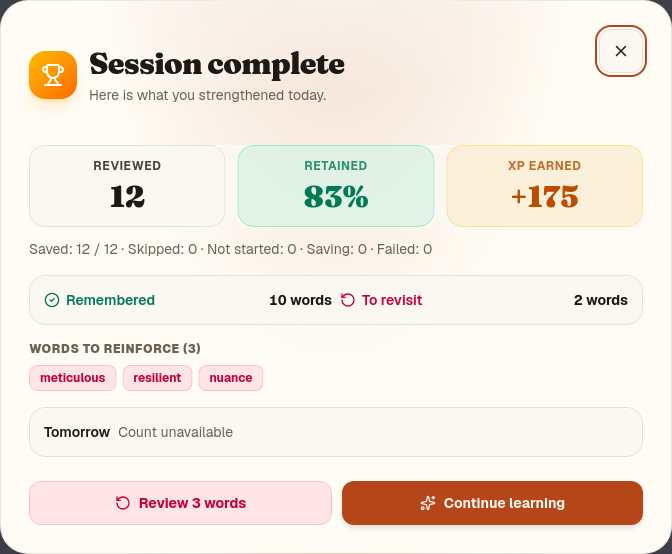 Session complete
Here is what you strengthened today.
REVIEWED
12
RETAINED
83%
XP EARNED
+175
Saved: 12 / 12 · Skipped: 0 · Not started: 0 · Saving: 0 · Failed: 0
Remembered 10 words To revisit 2 words
WORDS TO REINFORCE (3)
meticulous resilient nuance
Tomorrow Count unavailable
Review 3 words
Continue learning